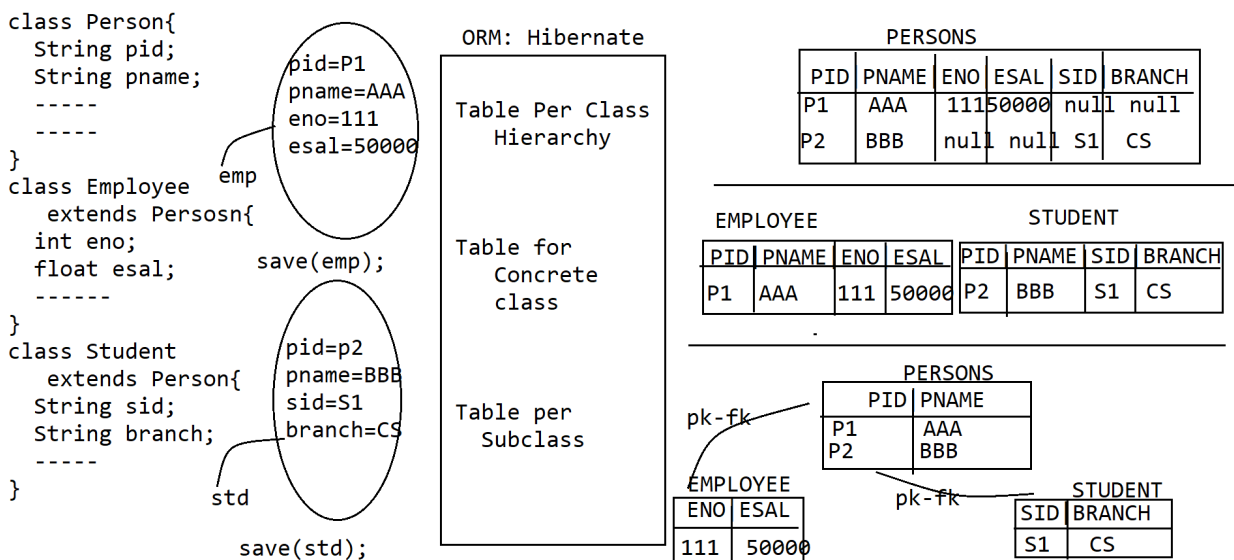 class Person{
String pid;
String pname;
-----
-----
}
class Employee
extends Persosn{
int eno;
float esal;
------
}
class Student
extends Person{
String sid;
String branch;
-----
}
pid=P1
pname=AAA
eno=111
esal=50000
emp
save(emp);
pid=p2
pname=BBB
sid=S1
branch=CS
std
save(std);
ORM: Hibernate
Table Per Class
Hierarchy
Table for
Concrete
class
Table per
Subclass
PERSONS
PID PNAME ENO ESAL SID BRANCH
P1 AAA 111 50000 null null
P2 BBB null null S1 CS
EMPLOYEE
PID PNAME ENO ESAL
P1 AAA 111 50000
STUDENT
PID PNAME SID BRANCH
P2 BBB S1 CS
PERSONS
PID PNAME
P1 AAA
P2 BBB
pk-fk
pk-fk
EMPLOYEE
ENO ESAL
111 50000
STUDENT
SID BRANCH
S1 CS